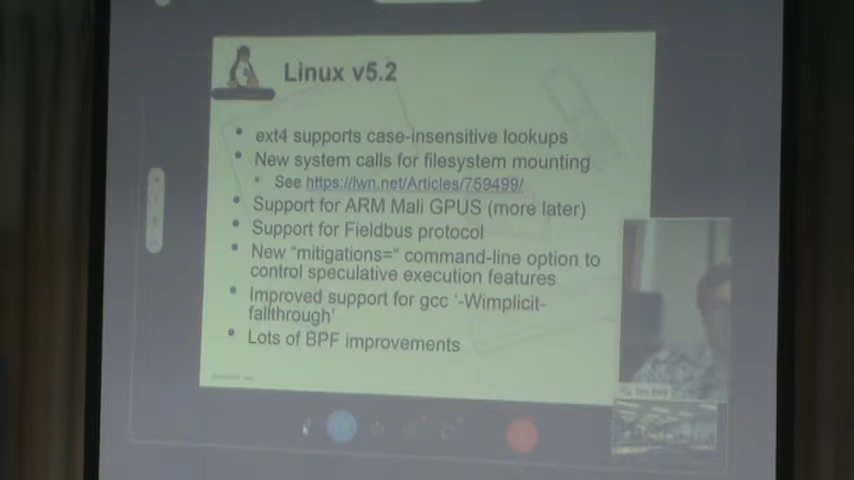 Linux v5.2
• ext4 supports case-insensitive lookups
• New system calls for filesystem mounting
• See https://lwn.net/Articles/759499/
• Support for ARM Mali GPUS (more later)
• Support for Fieldbus protocol
• New "mitigations=" command-line option to
control speculative execution features
• Improved support for gcc '-Wimplicit-
fallthrough'
• Lots of BPF improvements